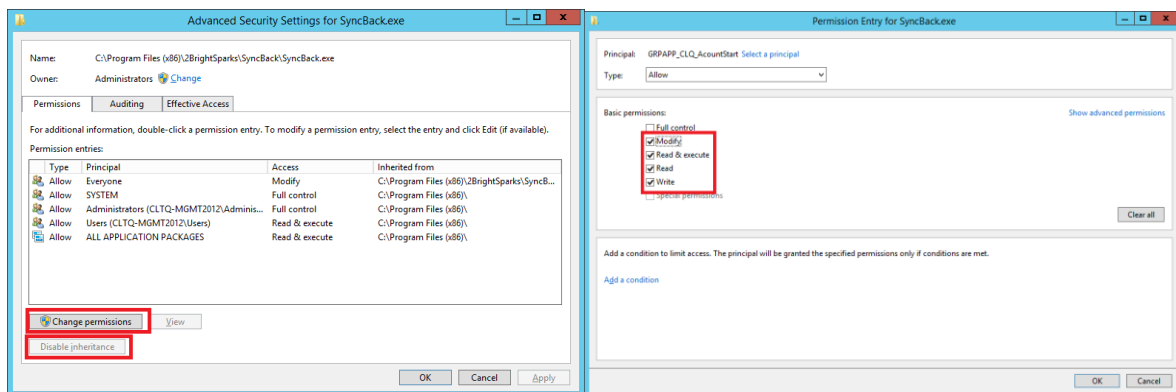 Advanced Security Settings for SyncBack.exe
Name: C:\Program Files (x86)\2BrightSparks\SyncBack\SyncBack.exe
Owner: Administrators Change
Permissions Auditing Effective Access
For additional information, double-click a permission entry. To modify a permission entry, select the entry and click Edit (if available).
Permission entries:
Type Principal Access Inherited from
Allow Everyone Modify C:\Program Files (x86)\2BrightSparks\SyncB...
Allow SYSTEM Full control C:\Program Files (x86)\
Allow Administrators (CLTQ-MGMT2012\Adminis... Full control C:\Program Files (x86)\
Allow Users (CLTQ-MGMT2012\Users) Read & execute C:\Program Files (x86)\
Allow ALL APPLICATION PACKAGES Read & execute C:\Program Files (x86)\
Change permissions View
Disable inheritance
OK Cancel Apply
Permission Entry for SyncBack.exe
Principal: GRPAPP_CLQ_AcountStart Select a principal
Type: Allow
Basic permissions: Show advanced permissions
Full control
Modify
Read & execute
Read
Write
Special permissions
Clear all
Add a condition to limit access. The principal will be granted the specified permissions only if conditions are met.
Add a condition
OK Cancel